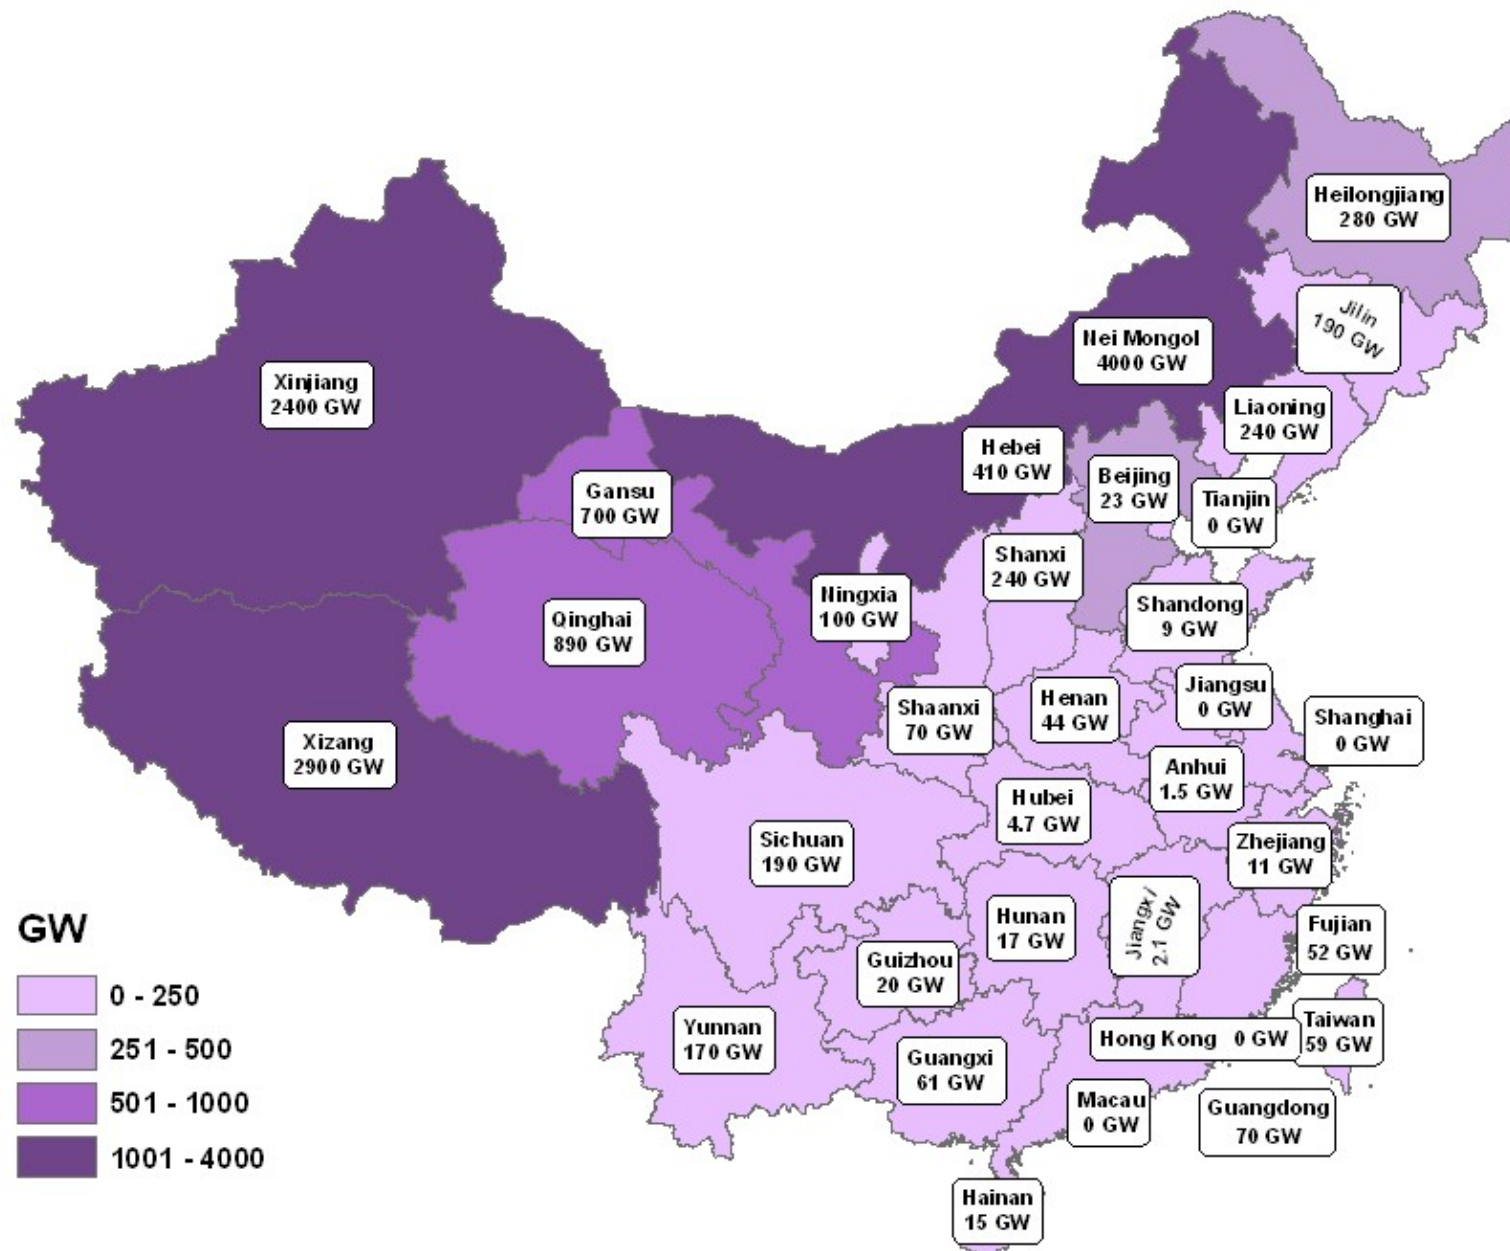 Heilongjiang
280 GW
Jilin
190 GW
Nei Mongol
4000 GW
Xinjiang
2400 GW
Liaoning
240 GW
Hebei
410 GW
Beijing
23 GW
Gansu
700 GW
Tianjin
0 GW
Shanxi
240 GW
Ningxia
100 GW
Shandong
9 GW
Qinghai
890 GW
Jiangsu
0 GW
Henan
44 GW
Shaanxi
70 GW
Shanghai
0 GW
Xizang
2900 GW
Anhui
1.5 GW
Hubei
4.7 GW
Zhejiang
11 GW
Sichuan
190 GW
Hunan
17 GW
Jiangxi
2.1 GW
Fujian
52 GW
Guizhou
20 GW
Taiwan
59 GW
Hong Kong 0 GW
Yunnan
170 GW
Guangxi
61 GW
Macau
0 GW
Guangdong
70 GW
Hainan
15 GW
GW
0 - 250
251 - 500
501 - 1000
1001 - 4000